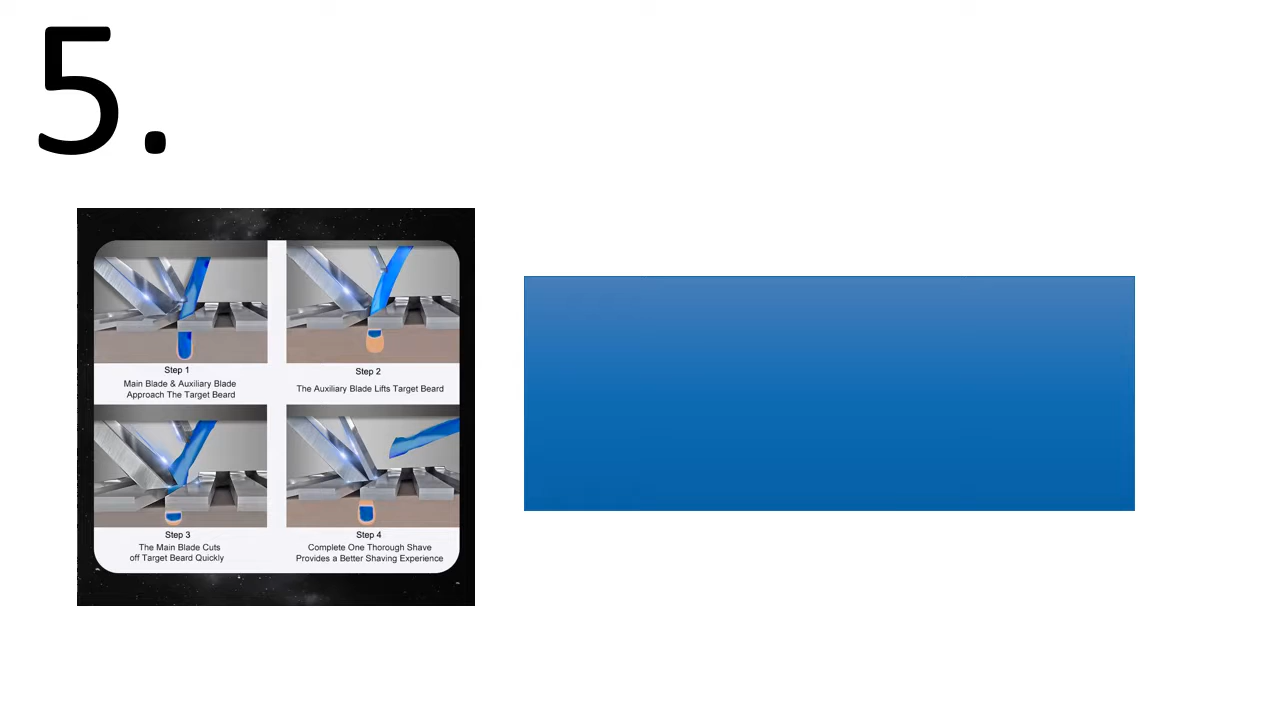 5.
Step 1
Main Blade & Auxiliary Blade
Approach The Target Beard
Step 2
The Auxiliary Blade Lifts Target Beard
Step 3
The Main Blade Cuts
off Target Beard Quickly
Step 4
Complete One Thorough Shave
Provides a Better Shaving Experience